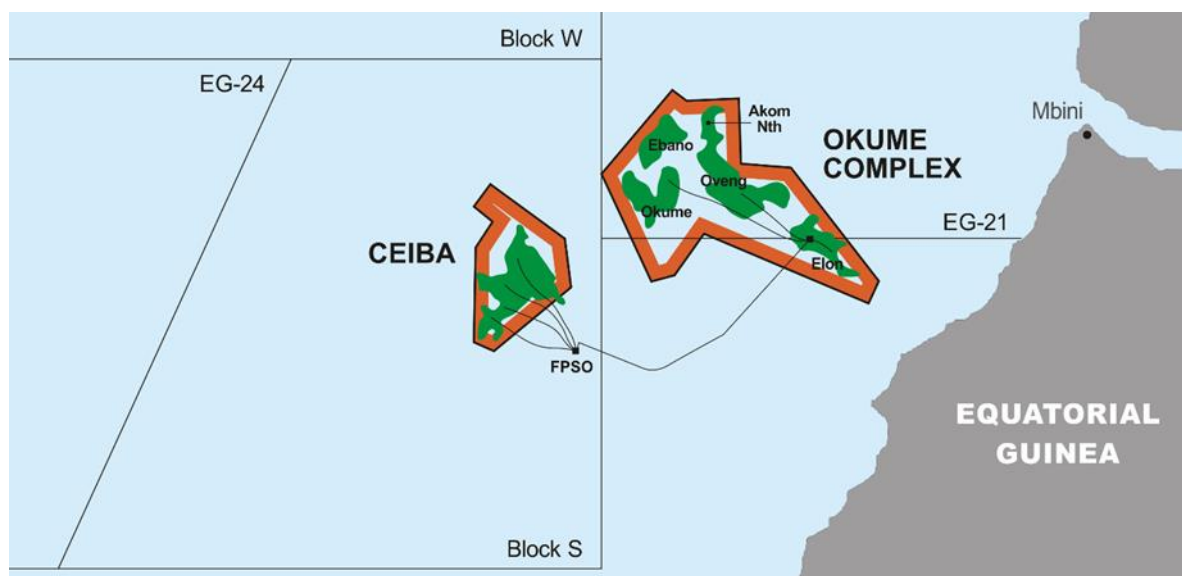 Block W
EG-24
Akom
Nth
Mbini
Ebano
OKUME
COMPLEX
Oveng
Okume
EG-21
CEIBA
Elon
FPSO
EQUATORIAL
GUINEA
Block S